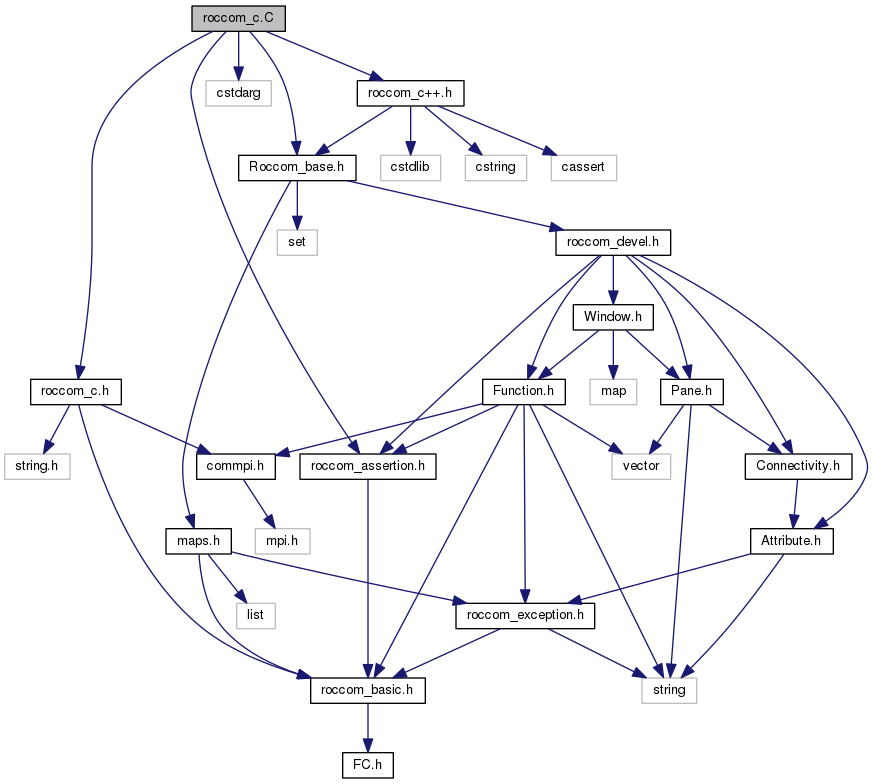 roccom_c.C
cstdarg
roccom_c++.h
Roccom_base.h
cstdlib
cstring
cassert
set
roccom_devel.h
Window.h
roccom_c.h
Function.h
map
Pane.h
string.h
commpi.h
roccom_assertion.h
vector
Connectivity.h
maps.h
mpi.h
Attribute.h
list
roccom_exception.h
roccom_basic.h
string
FC.h